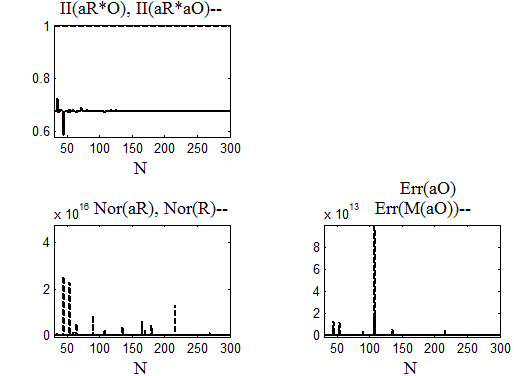 II(aR*O), II(aR*aO)--
1
0.8
0.6
50 100 150 200 250 300
N
Err(aO)
x 10^16 Nor(aR), Nor(R)--
x 10^13 Err(M(aO))--
4
2
0
50 100 150 200 250 300
N
8
6
4
2
0
50 100 150 200 250 300
N